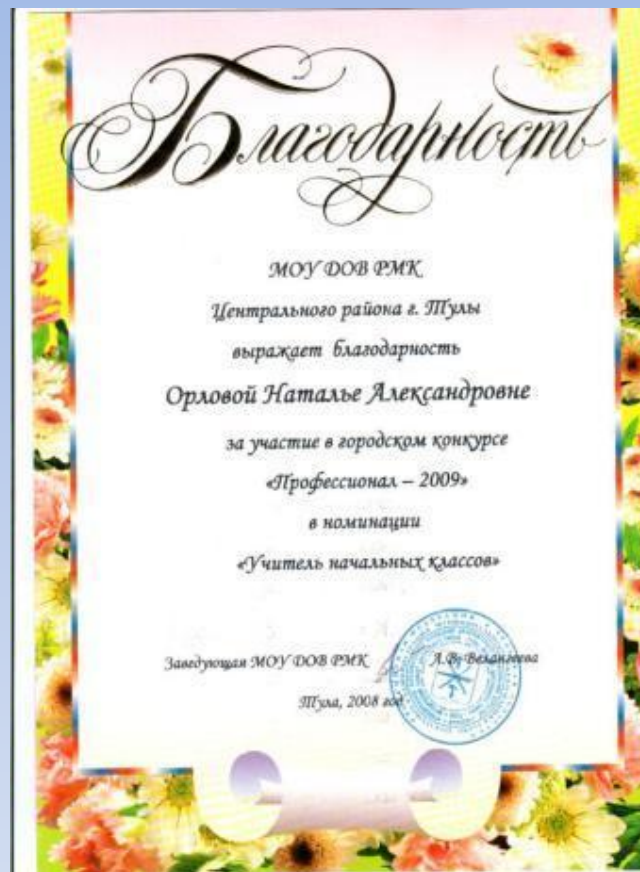 Благодарность
МОУ ДОВ РМК
Центрального района г. Тулы
выражает благодарность
Орловой Наталье Александровне
за участие в городском конкурсе
«Профессионал – 2009»
в номинации
«Учитель начальных классов»
Заведующая МОУ ДОВ РМК
Тула, 2008 год